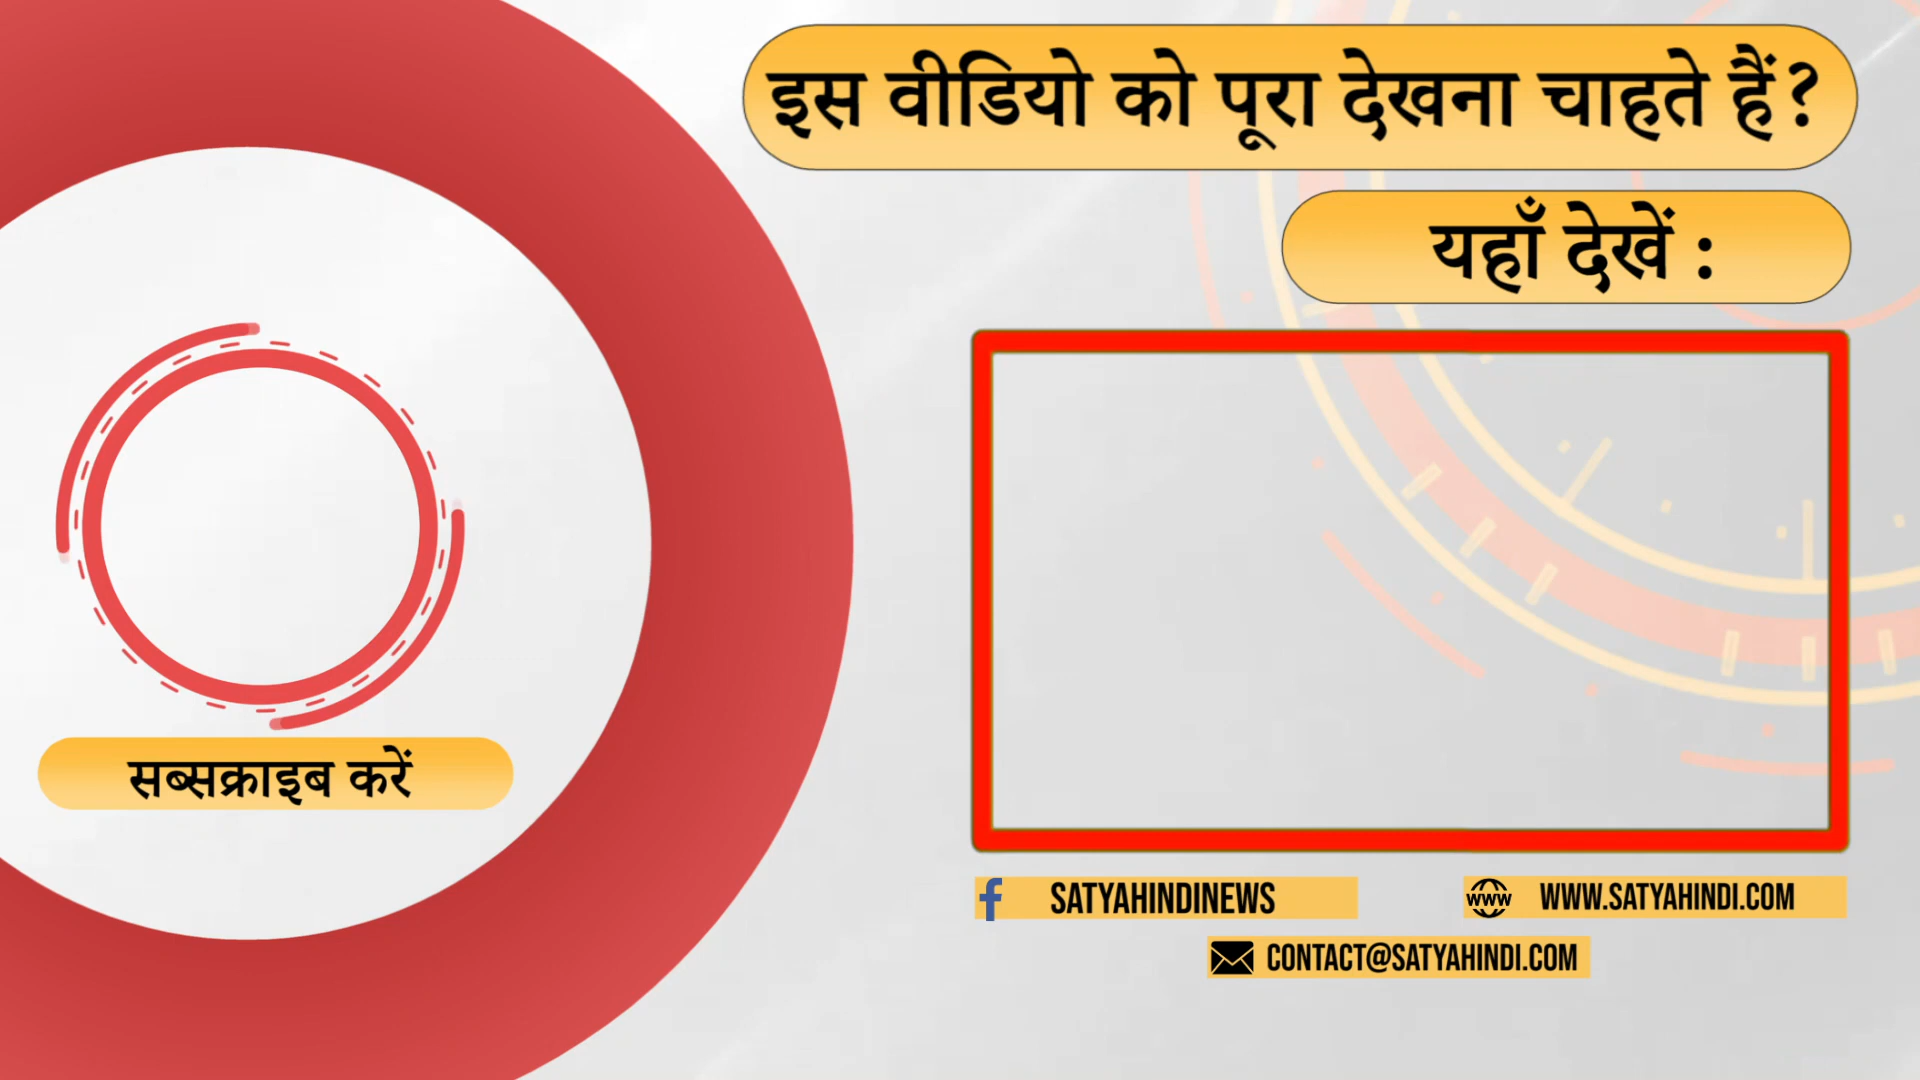 इस वीडियो को पूरा देखना चाहते हैं?
यहाँ देखें :
सब्सक्राइब करें
SATYAHINDINEWS
WWW.SATYAHINDI.COM
CONTACT@SATYAHINDI.COM